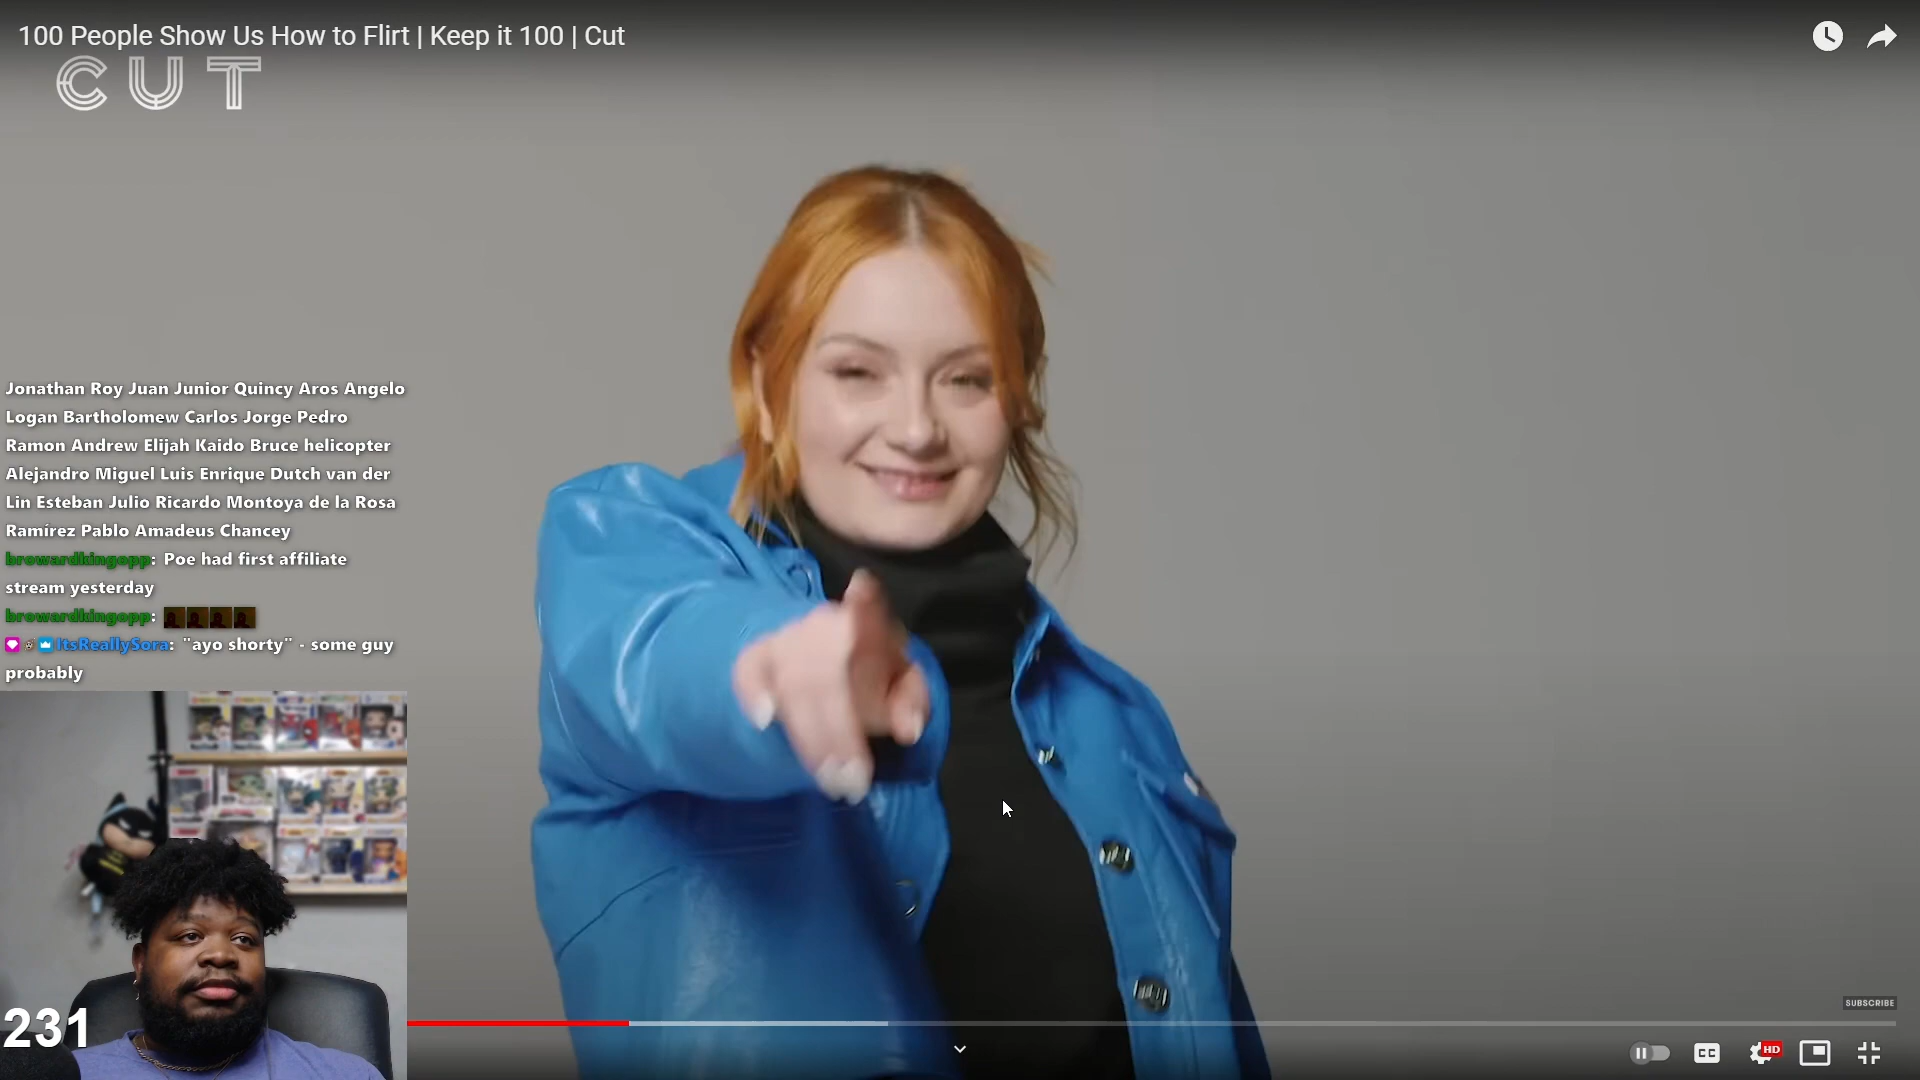 100 People Show Us How to Flirt | Keep it 100 | Cut
CUT
Jonathan Roy Juan Junior Quincy Aros Angelo
Logan Bartholomew Carlos Jorge Pedro
Ramon Andrew Elijah Kaido Bruce helicopter
Alejandro Miguel Luis Enrique Dutch van der
Lin Esteban Julio Ricardo Montoya de la Rosa
Ramírez Pablo Amadeus Chancey
browardkingopp: Poe had first affiliate
stream yesterday
browardkingopp:
ItsReallySora: "ayo shorty" - some guy
probably
231
SUBSCRIBE
CC
HD